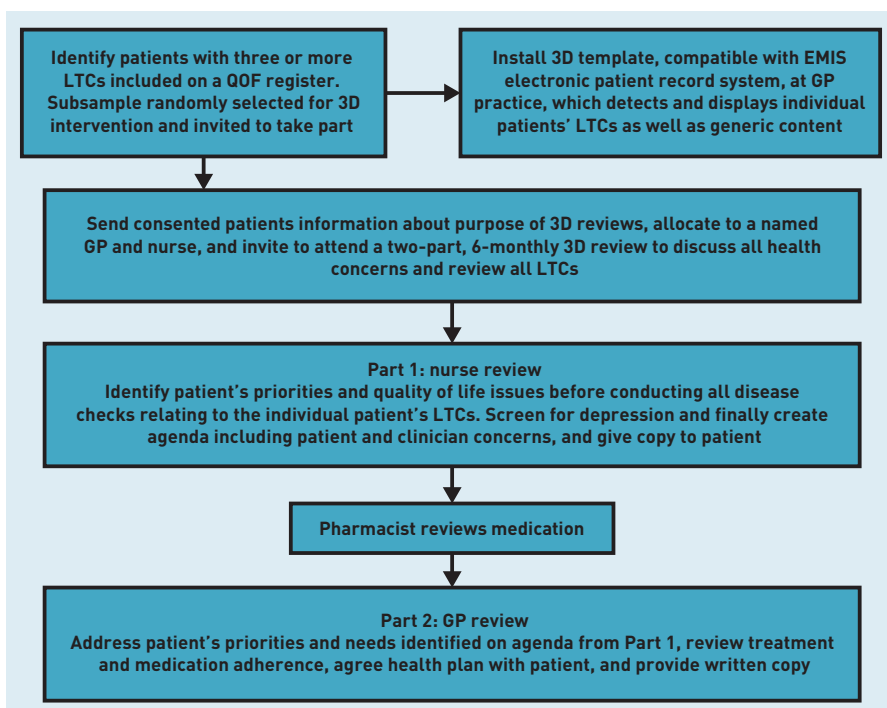 Identify patients with three or more
LTCs included on a QOF register.
Subsample randomly selected for 3D
intervention and invited to take part
Install 3D template, compatible with EMIS
electronic patient record system, at GP
practice, which detects and displays individual
patients’ LTCs as well as generic content
Send consented patients information about purpose of 3D reviews, allocate to a named
GP and nurse, and invite to attend a two-part, 6-monthly 3D review to discuss all health
concerns and review all LTCs
Part 1: nurse review
Identify patient’s priorities and quality of life issues before conducting all disease
checks relating to the individual patient’s LTCs. Screen for depression and finally create
agenda including patient and clinician concerns, and give copy to patient
Pharmacist reviews medication
Part 2: GP review
Address patient’s priorities and needs identified on agenda from Part 1, review treatment
and medication adherence, agree health plan with patient, and provide written copy